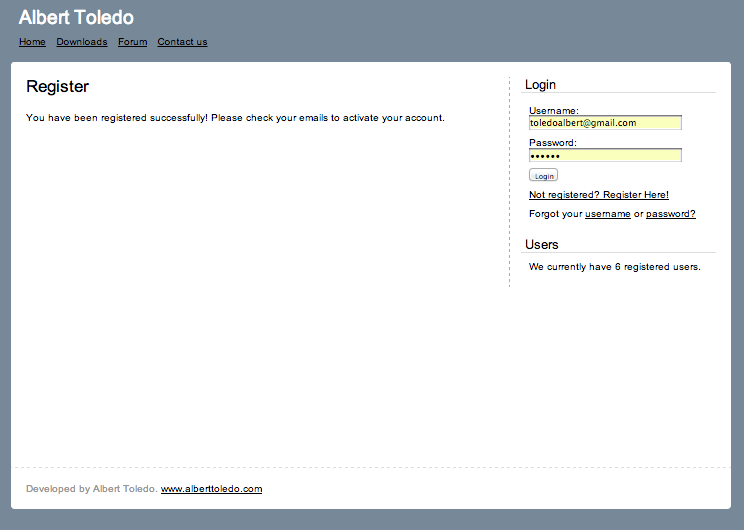 Albert Toledo
Home Downloads Forum Contact us
Register
You have been registered successfully! Please check your emails to activate your account.
Login
Username:
toledoalbert@gmail.com
Password:
••••••
Login
Not registered? Register Here!
Forgot your username or password?
Users
We currently have 6 registered users.
Developed by Albert Toledo. www.alberttoledo.com